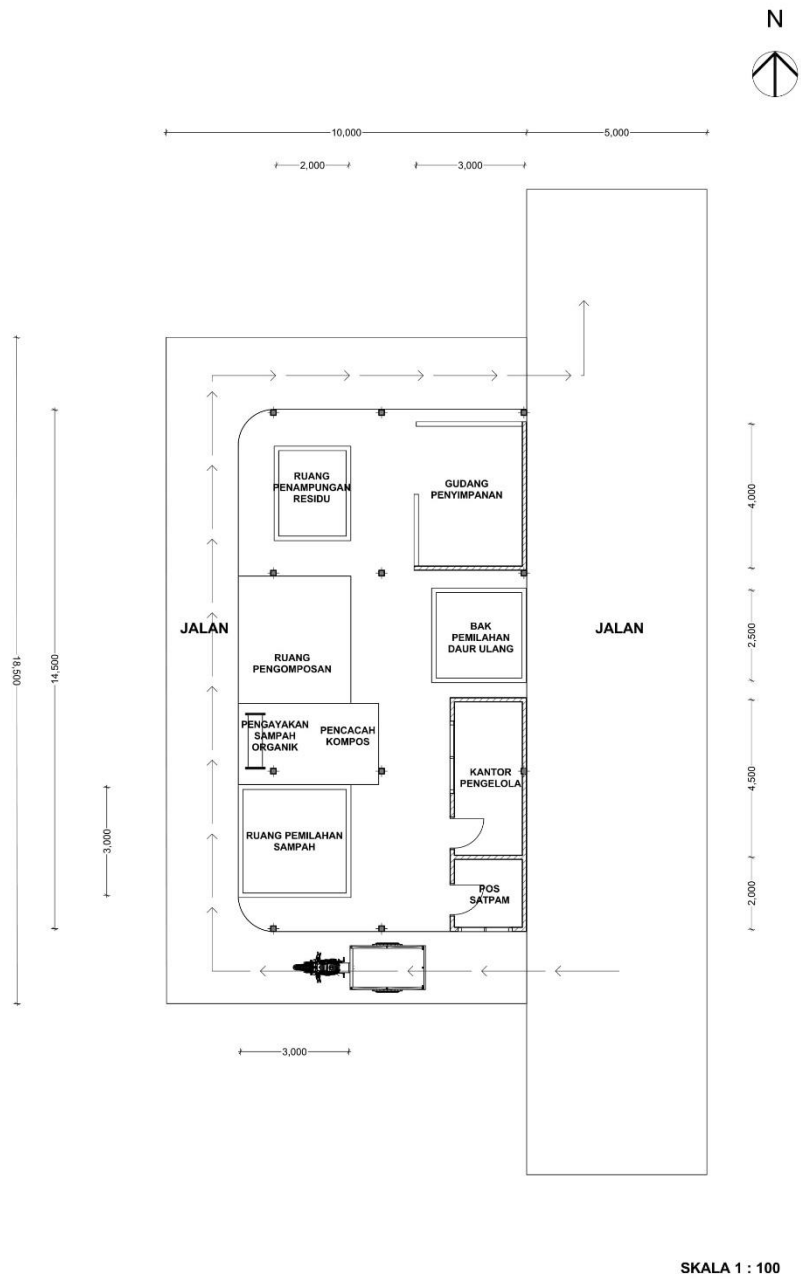 N
10,000
5,000
2,000
3,000
RUANG
PENAMPUNGAN
RESIDU
GUDANG
PENYIMPANAN
4,000
JALAN
JALAN
BAK
PEMILAHAN
DAUR ULANG
2,500
18,500
14,500
RUANG
PENGOMPOSAN
PENGAYAKAN
SAMPAH
ORGANIK
PENCACAH
KOMPOS
KANTOR
PENGELOLA
4,500
3,000
RUANG PEMILAHAN
SAMPAH
POS
SATPAM
2,000
3,000
SKALA 1 : 100